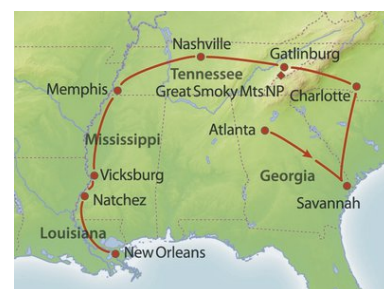 Nashville
Gatlinburg
Tennessee
Memphis
Great Smoky Mts NP
Charlotte
Atlanta
Mississippi
Vicksburg
Georgia
Natchez
Savannah
Louisiana
New Orleans